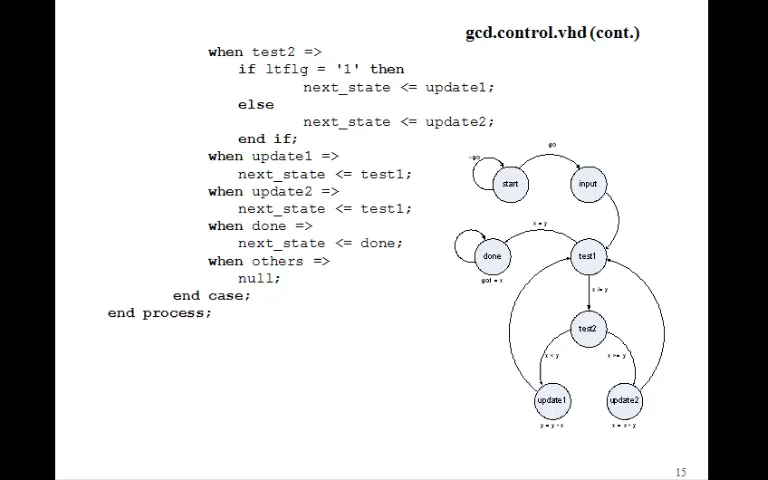 gcd.control.vhd (cont.)
when test2 =>
if ltflg = '1' then
next_state <= update1;
else
next_state <= update2;
end if;
when update1 =>
next_state <= test1;
when update2 =>
next_state <= test1;
when done =>
next_state <= done;
when others =>
null;
end case;
end process;
go
~go
start
input
x = y
done
test1
gcd = x
x != y
test2
x < y
x >= y
update1
update2
y = y - x
x = x - y
15